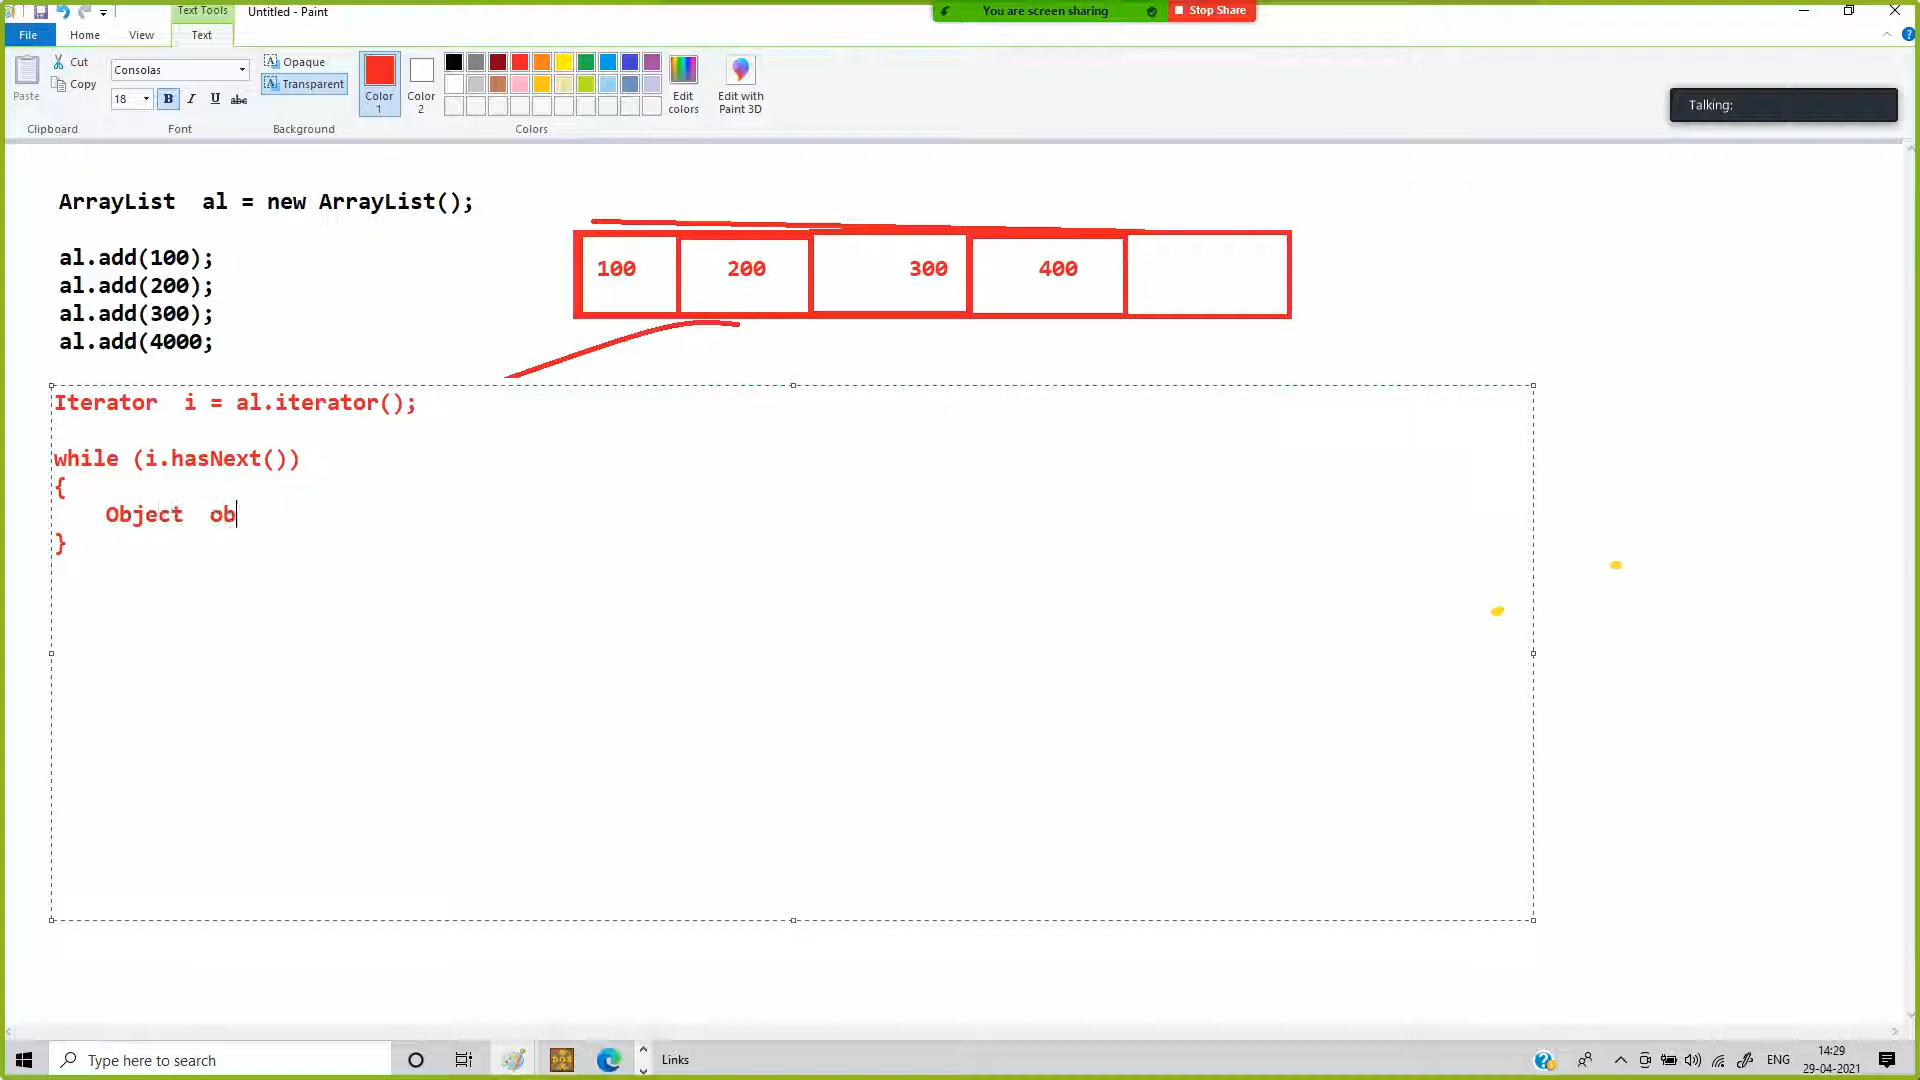 Text Tools
Untitled - Paint
You are screen sharing
Stop Share
File
Home
View
Text
Paste
Cut
Copy
Clipboard
Consolas
18
B I U abc
Font
A Opaque
A Transparent
Background
Color
1
Color
2
Colors
Edit
colors
Edit with
Paint 3D
Talking:
ArrayList al = new ArrayList();
al.add(100);
al.add(200);
al.add(300);
al.add(4000;
100 200 300 400
Iterator i = al.iterator();
while (i.hasNext())
{
Object ob
}
Type here to search
Links
ENG
14:29
29-04-2021